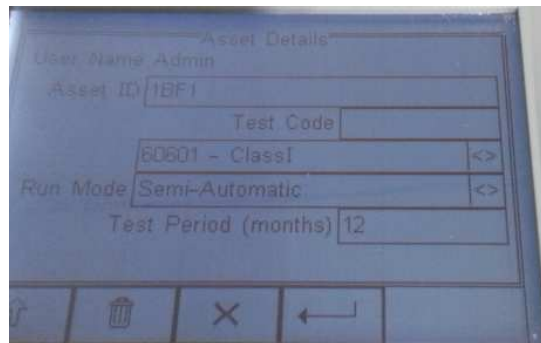 Asset Details
User Name Admin
Asset ID 1BF1
Test Code
60601 - ClassI <>
Run Mode Semi-Automatic <>
Test Period (months) 12